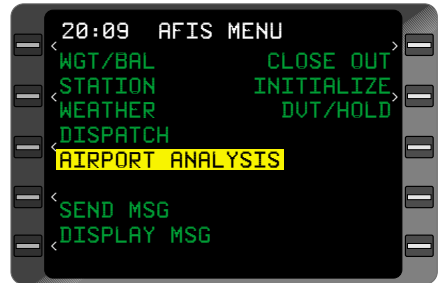 20:09 AFIS MENU
WGT/BAL CLOSE OUT
STATION INITIALIZE
WEATHER DVT/HOLD
DISPATCH
AIRPORT ANALYSIS
SEND MSG
DISPLAY MSG